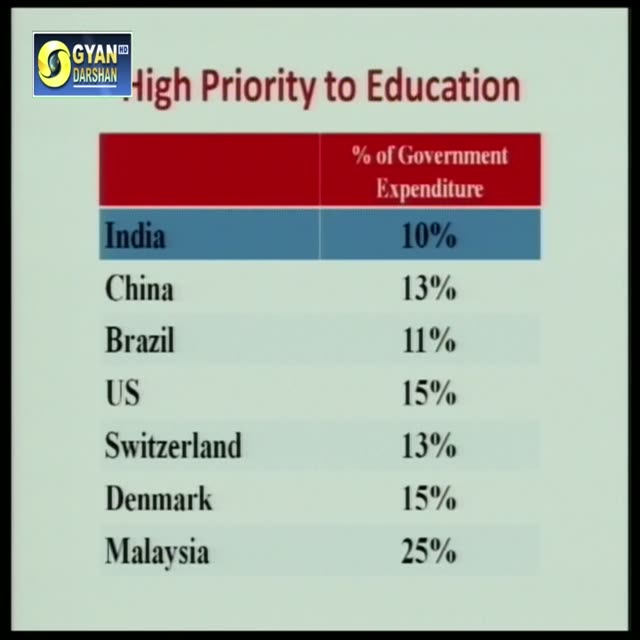 GYAN HD
DARSHAN
High Priority to Education
% of Government
Expenditure
India 10%
China 13%
Brazil 11%
US 15%
Switzerland 13%
Denmark 15%
Malaysia 25%